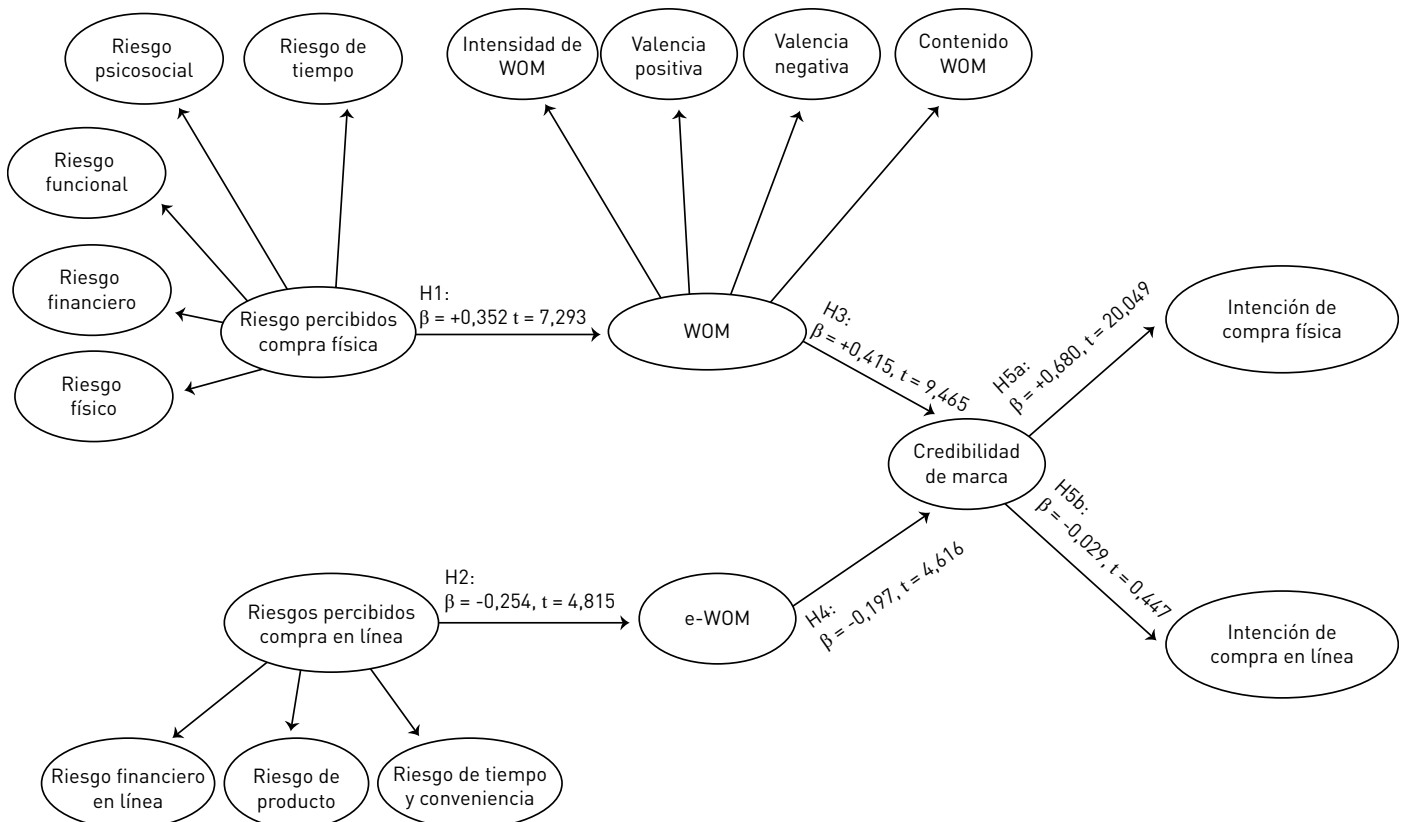 Riesgo
psicosocial
Riesgo de
tiempo
Intensidad de
WOM
Valencia
positiva
Valencia
negativa
Contenido
WOM
Riesgo
funcional
Riesgo
financiero
Riesgo
físico
Riesgo percibidos
compra física
H1:
β = +0,352 t = 7,293
WOM
H3:
β = +0,415, t = 9,465
H5a:
β = +0,680, t = 20,049
Intención de
compra física
Credibilidad
de marca
H5b:
β = -0,029, t = 0,447
Intención de
compra en línea
Riesgos percibidos
compra en línea
H2:
β = -0,254, t = 4,815
e-WOM
H4:
β = -0,197, t = 4,616
Riesgo financiero
en línea
Riesgo de
producto
Riesgo de tiempo
y conveniencia